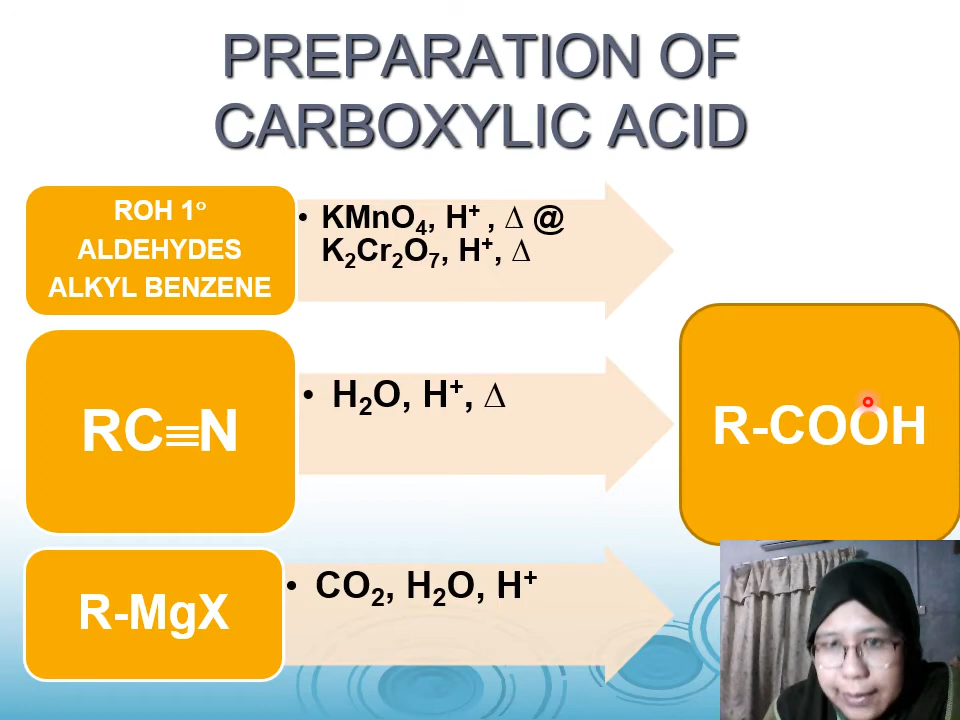 PREPARATION OF
CARBOXYLIC ACID
ROH 1°
ALDEHYDES
ALKYL BENZENE
• KMnO₄, H⁺ , ∆ @
K₂Cr₂O₇, H⁺, ∆
RC≡N
• H₂O, H⁺, ∆
R-COOH
R-MgX
• CO₂, H₂O, H⁺